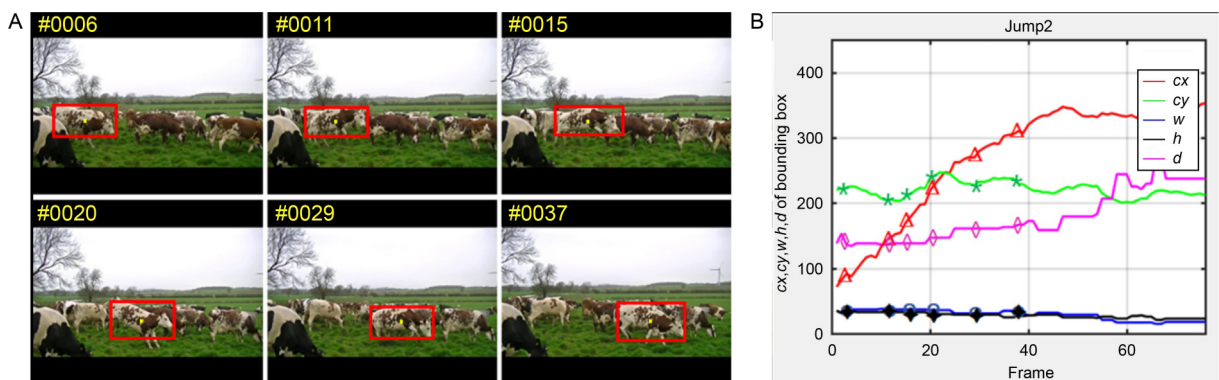 A
#0006
#0011
#0015
#0020
#0029
#0037
B
Jump2
cx,cy,w,h,d of bounding box
400
300
200
100
0
cx
cy
w
h
d
0 20 40 60
Frame